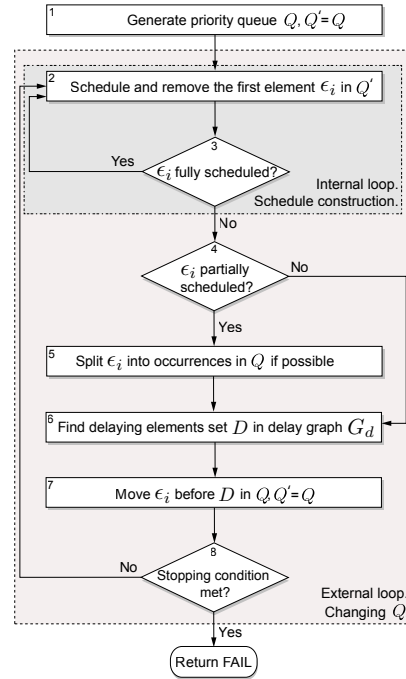 1
Generate priority queue Q, Q'= Q
2
Schedule and remove the first element ϵi in Q'
3
Yes
ϵi fully scheduled?
Internal loop.
Schedule construction.
No
4
ϵi partially
scheduled?
No
Yes
5
Split ϵi into occurrences in Q if possible
6
Find delaying elements set D in delay graph Gd
7
Move ϵi before D in Q, Q'= Q
8
No
Stopping condition
met?
External loop.
Changing Q
Yes
Return FAIL